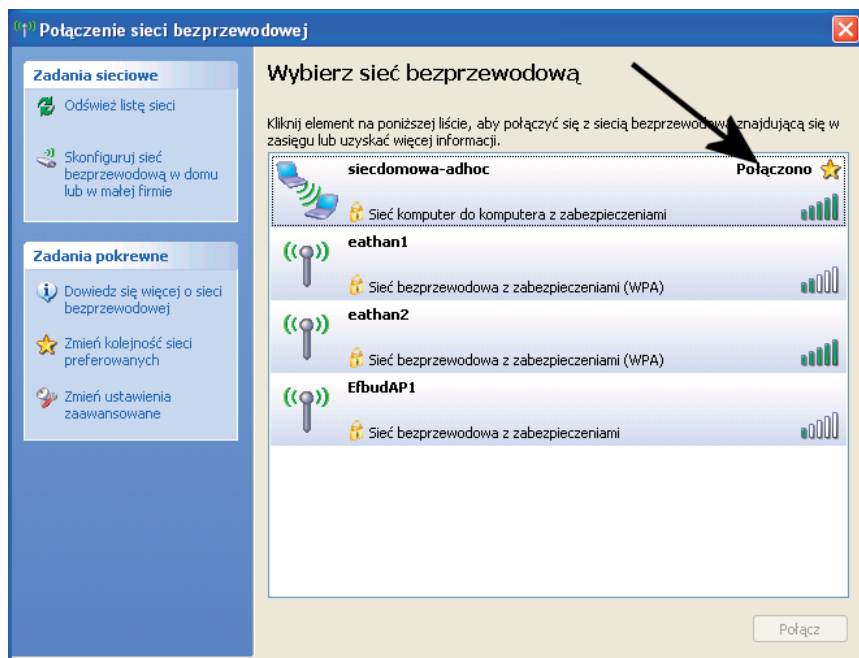 Połączenie sieci bezprzewodowej
Zadania sieciowe
Odśwież listę sieci
Skonfiguruj sieć
bezprzewodową w domu
lub w małej firmie
Zadania pokrewne
Dowiedz się więcej o sieci
bezprzewodowej
Zmień kolejność sieci
preferowanych
Zmień ustawienia
zaawansowane
Wybierz sieć bezprzewodową
Kliknij element na poniższej liście, aby połączyć się z siecią bezprzewodową znajdującą się w
zasięgu lub uzyskać więcej informacji.
siecdomowa-adhoc Połączono
Sieć komputer do komputera z zabezpieczeniami
eathan1
Sieć bezprzewodowa z zabezpieczeniami (WPA)
eathan2
Sieć bezprzewodowa z zabezpieczeniami (WPA)
EfbudAP1
Sieć bezprzewodowa z zabezpieczeniami
Połącz